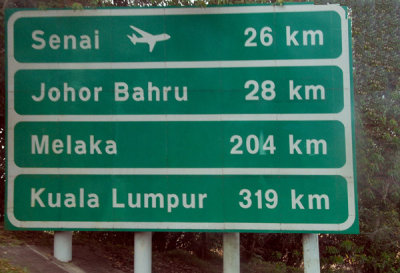 Senai 26 km
Johor Bahru 28 km
Melaka 204 km
Kuala Lumpur 319 km